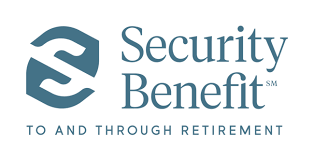 Security
Benefit℠
TO AND THROUGH RETIREMENT